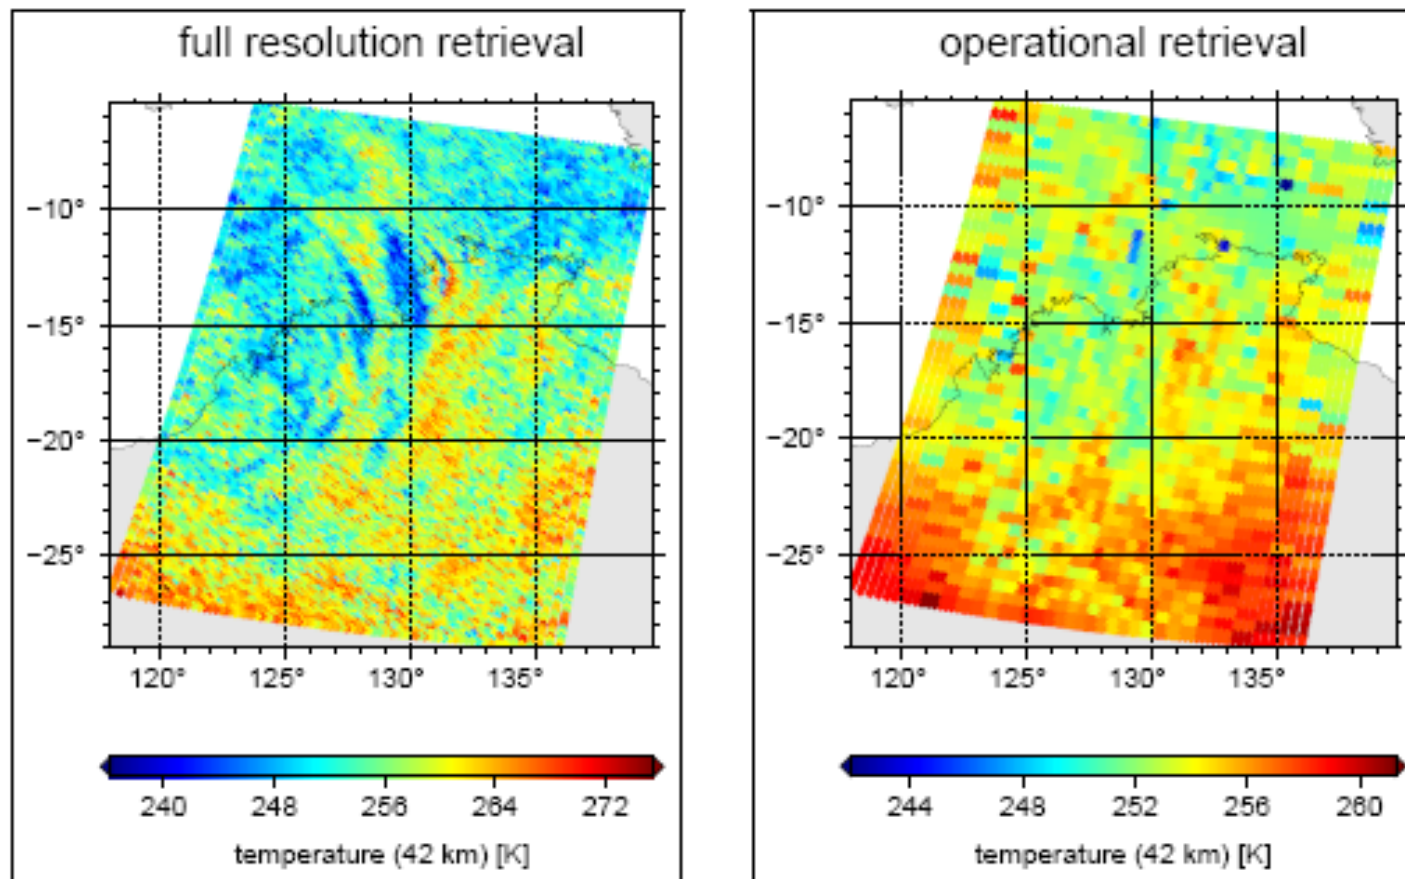 full resolution retrieval
operational retrieval
−10°
−15°
−20°
−25°
120° 125° 130° 135°
240 248 256 264 272
temperature (42 km) [K]
−10°
−15°
−20°
−25°
120° 125° 130° 135°
244 248 252 256 260
temperature (42 km) [K]